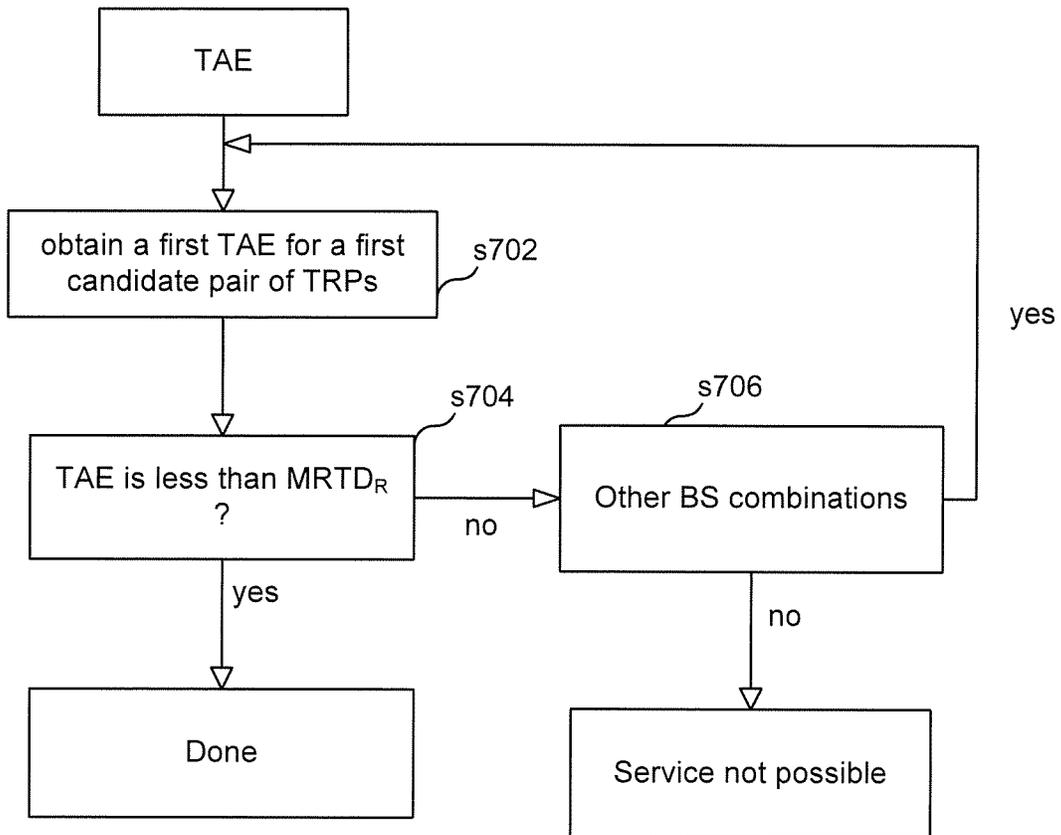 TAE
obtain a first TAE for a first
candidate pair of TRPs
s702
yes
s704
s706
TAE is less than MRTD_R
?
no
Other BS combinations
yes
no
Done
Service not possible